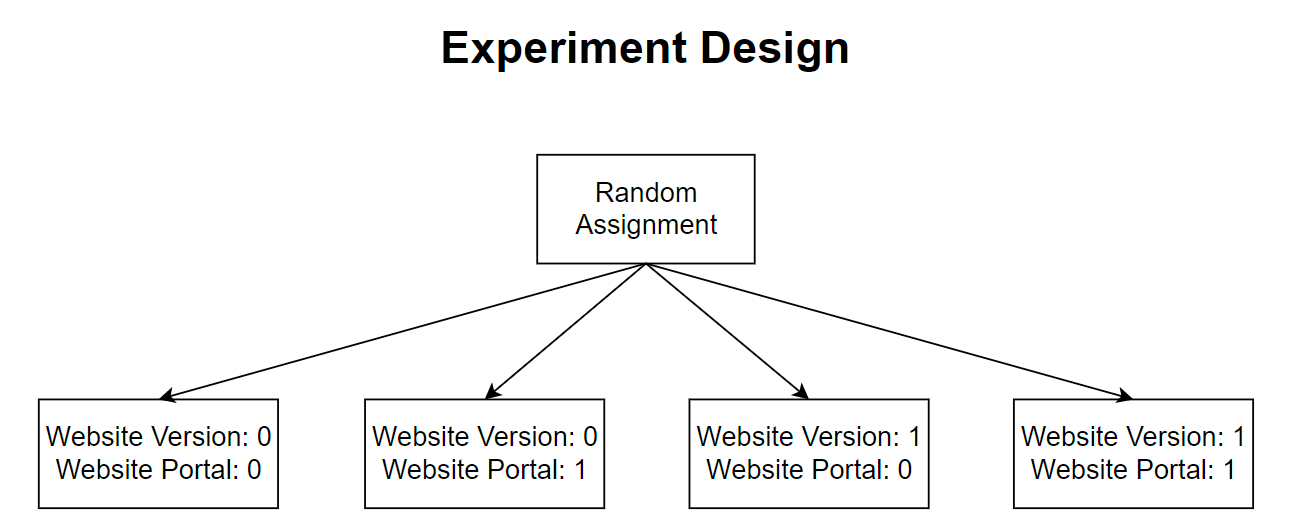 Experiment Design
Random
Assignment
Website Version: 0
Website Portal: 0
Website Version: 0
Website Portal: 1
Website Version: 1
Website Portal: 0
Website Version: 1
Website Portal: 1